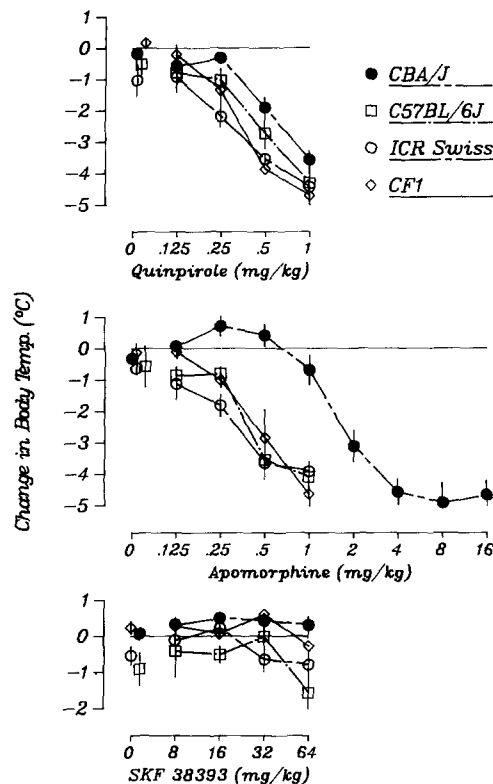 1
0
-1
-2
-3
-4
-5
0 .125 .25 .5 1
Quinpirole (mg/kg)
CBA/J
C57BL/6J
ICR Swiss
CF1
Change in Body Temp. (°C)
1
0
-1
-2
-3
-4
-5
0 .125 .25 .5 1 2 4 8 16
Apomorphine (mg/kg)
1
0
-1
-2
0 8 16 32 64
SKF 38393 (mg/kg)